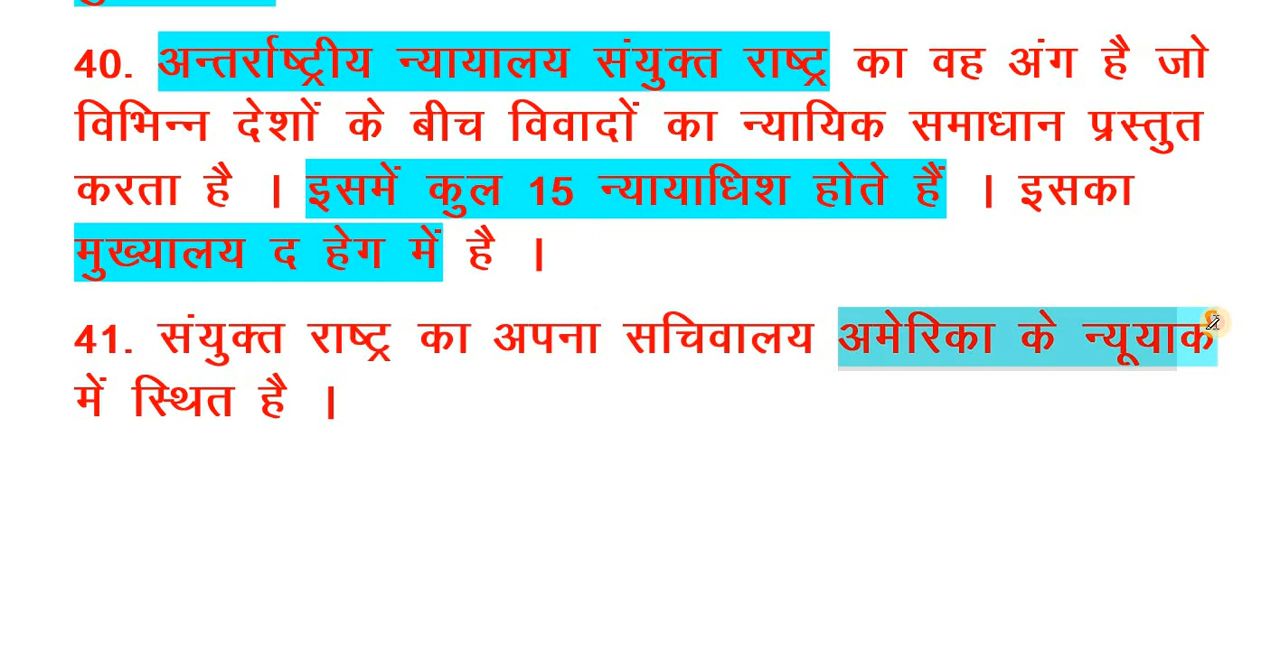 40. अन्तर्राष्ट्रीय न्यायालय संयुक्त राष्ट्र का वह अंग है जो
विभिन्न देशों के बीच विवादों का न्यायिक समाधान प्रस्तुत
करता है । इसमें कुल 15 न्यायाधिश होते हैं । इसका
मुख्यालय द हेग में है ।
41. संयुक्त राष्ट्र का अपना सचिवालय अमेरिका के
में स्थित है ।